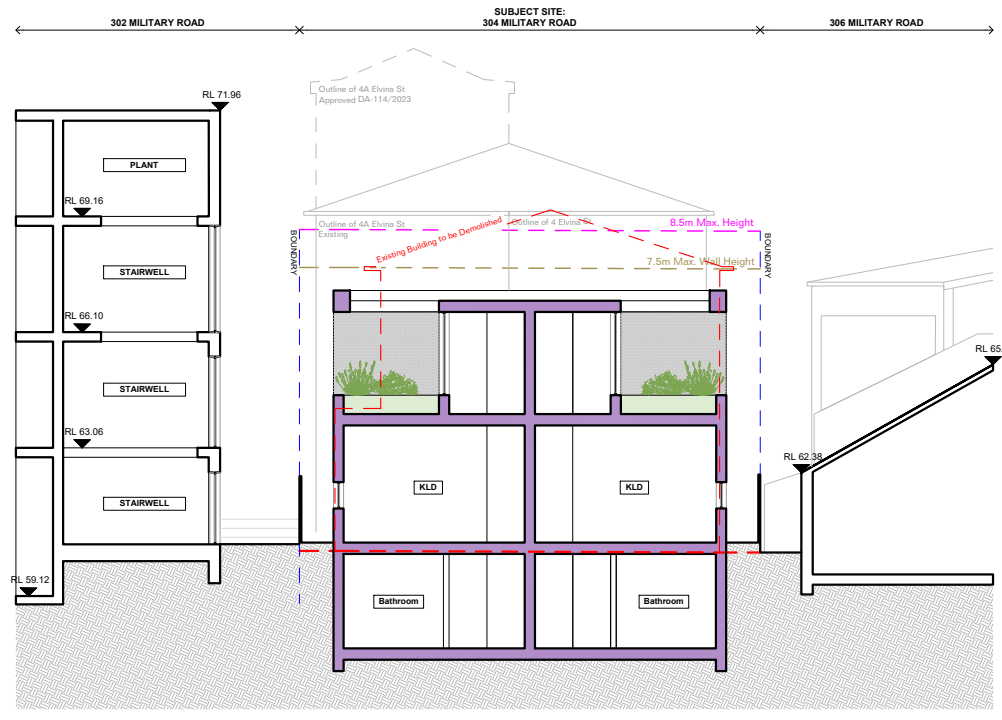 SUBJECT SITE:
302 MILITARY ROAD
304 MILITARY ROAD
306 MILITARY ROAD
Outline of 4A Elvina St
Approved DA-114/2023
RL 71.96
PLANT
RL 69.16
Outline of 4A Elvina St
Existing
Existing Building to be Demolished
Outline of 4 Elvina St
8.5m Max. Height
BOUNDARY
BOUNDARY
7.5m Max. Wall Height
STAIRWELL
RL 66.10
RL 65.
STAIRWELL
RL 63.06
RL 62.38
KLD
KLD
STAIRWELL
RL 59.12
Bathroom
Bathroom